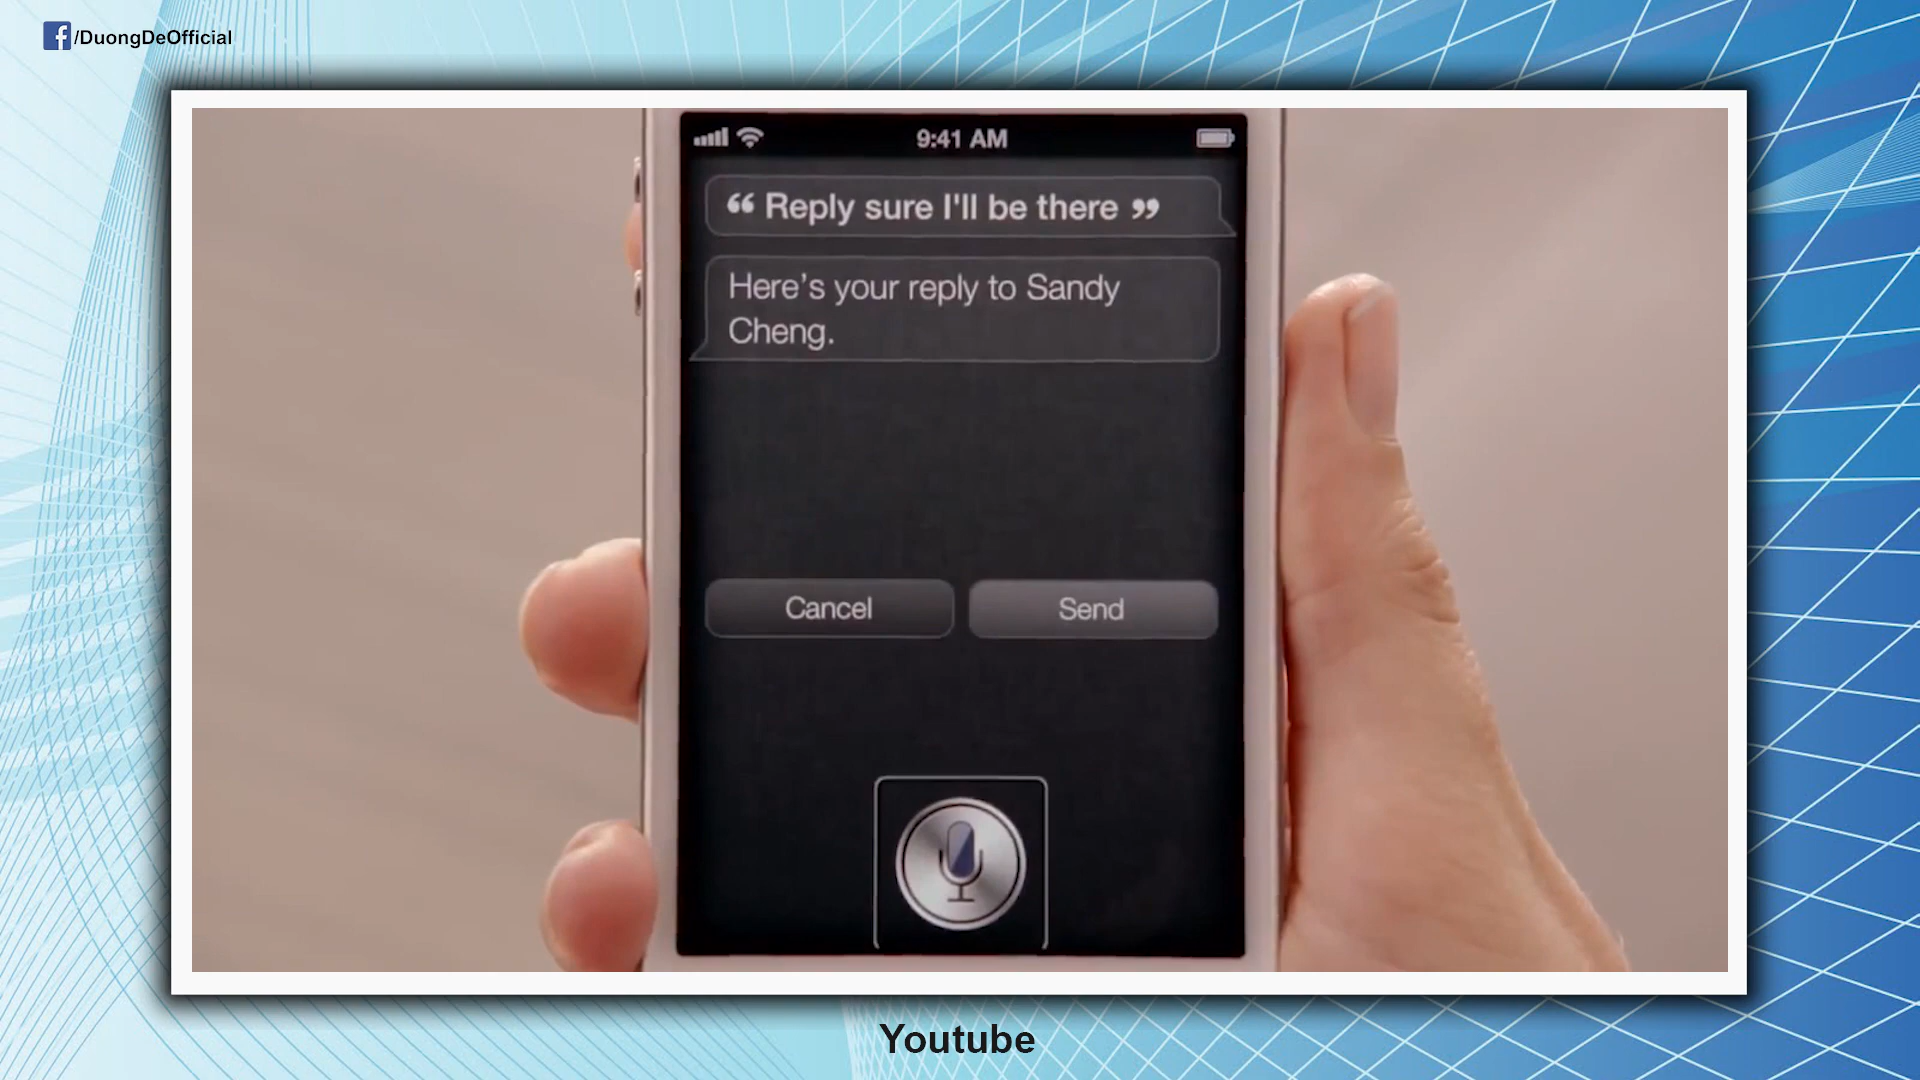 /DuongDeOfficial
9:41 AM
“ Reply sure I'll be there ”
Here’s your reply to Sandy
Cheng.
Cancel
Send
Youtube